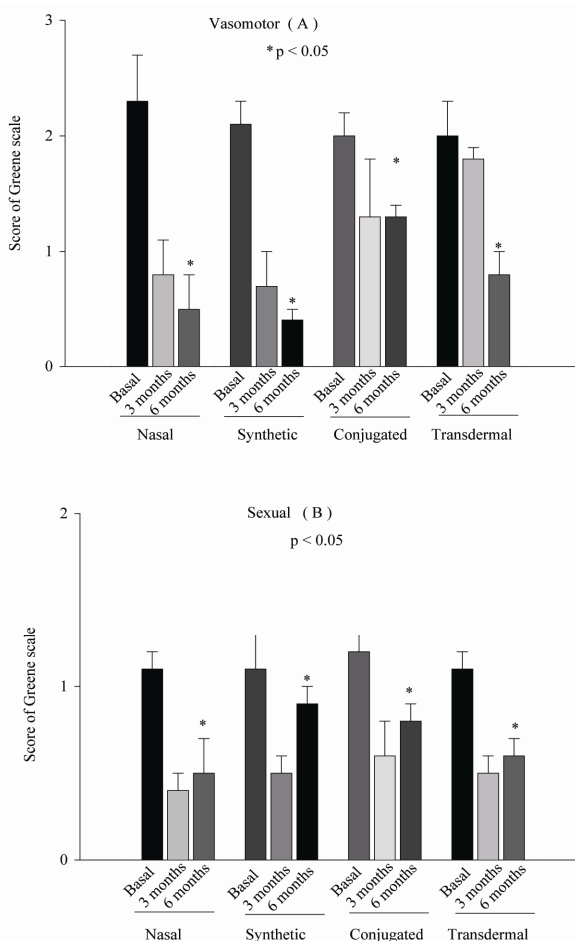 Vasomotor ( A )
* p < 0.05
Score of Greene scale
3
2
1
0
*
*
*
*
Basal 3 months 6 months Basal 3 months 6 months Basal 3 months 6 months Basal 3 months 6 months
Nasal Synthetic Conjugated Transdermal
Sexual ( B )
p < 0.05
Score of Greene scale
2
1
0
*
*
*
*
Basal 3 months 6 months Basal 3 months 6 months Basal 3 months 6 months Basal 3 months 6 months
Nasal Synthetic Conjugated Transdermal